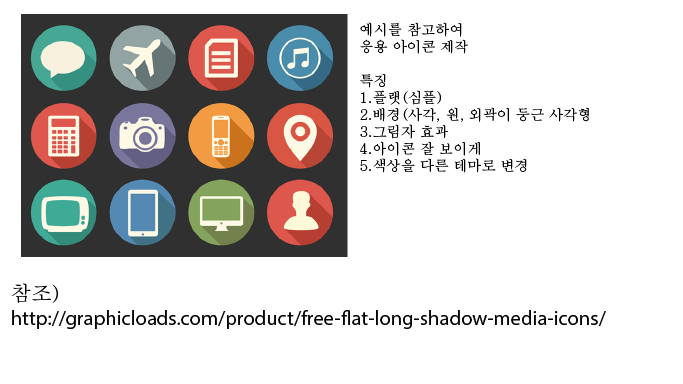 예시를 참고하여
응용 아이콘 제작
특징
1.플랫(심플)
2.배경(사각, 원, 외곽이 둥근 사각형
3.그림자 효과
4.아이콘 잘 보이게
5.색상을 다른 테마로 변경
참조)
http://graphicloads.com/product/free-flat-long-shadow-media-icons/